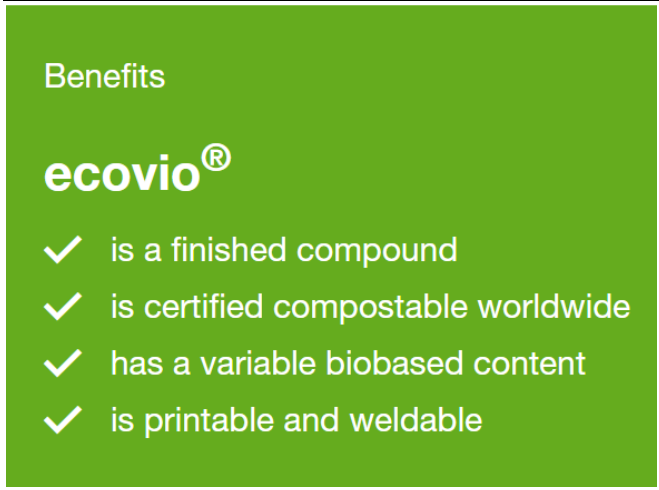 Benefits
ecovio®
✓ is a finished compound
✓ is certified compostable worldwide
✓ has a variable biobased content
✓ is printable and weldable